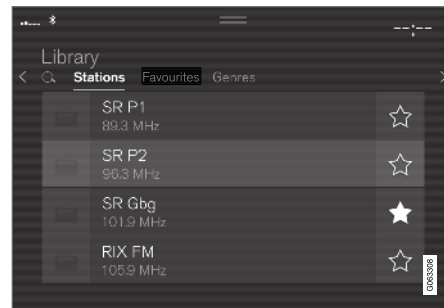 --:--
Library
Stations Favourites Genres
SR P1
89.3 MHz
SR P2
96.3 MHz
SR Gbg
101.9 MHz
RIX FM
105.9 MHz
G063308